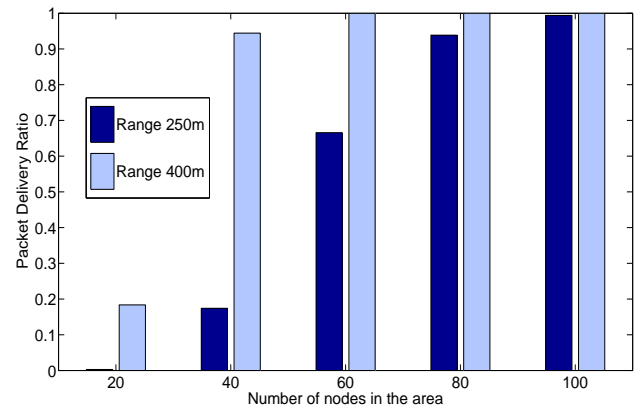 1
0.9
0.8
0.7
0.6
0.5
0.4
0.3
0.2
0.1
0
Packet Delivery Ratio
Range 250m
Range 400m
20 40 60 80 100
Number of nodes in the area